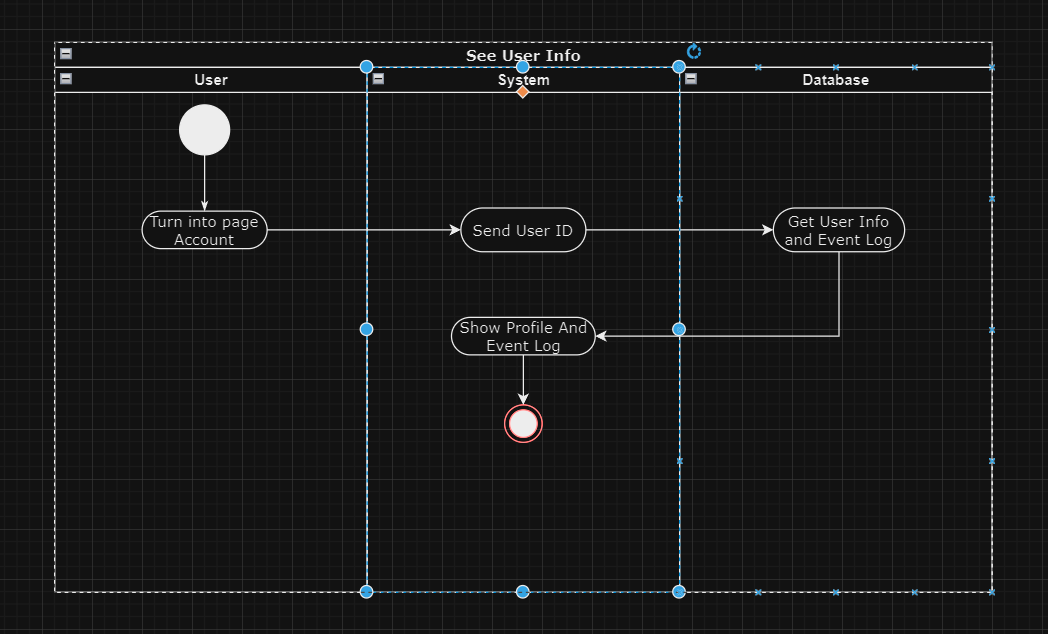 See User Info
User
System
Database
Turn into page
Account
Send User ID
Get User Info
and Event Log
Show Profile And
Event Log